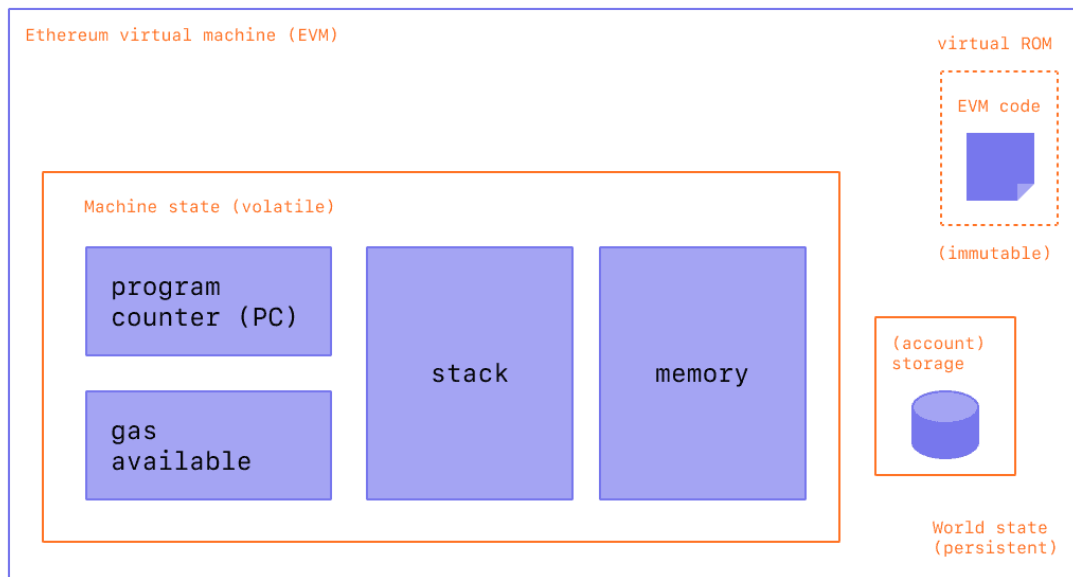 Ethereum virtual machine (EVM)
virtual ROM
EVM code
(immutable)
Machine state (volatile)
program
counter (PC)
gas
available
stack
memory
(account)
storage
World state
(persistent)